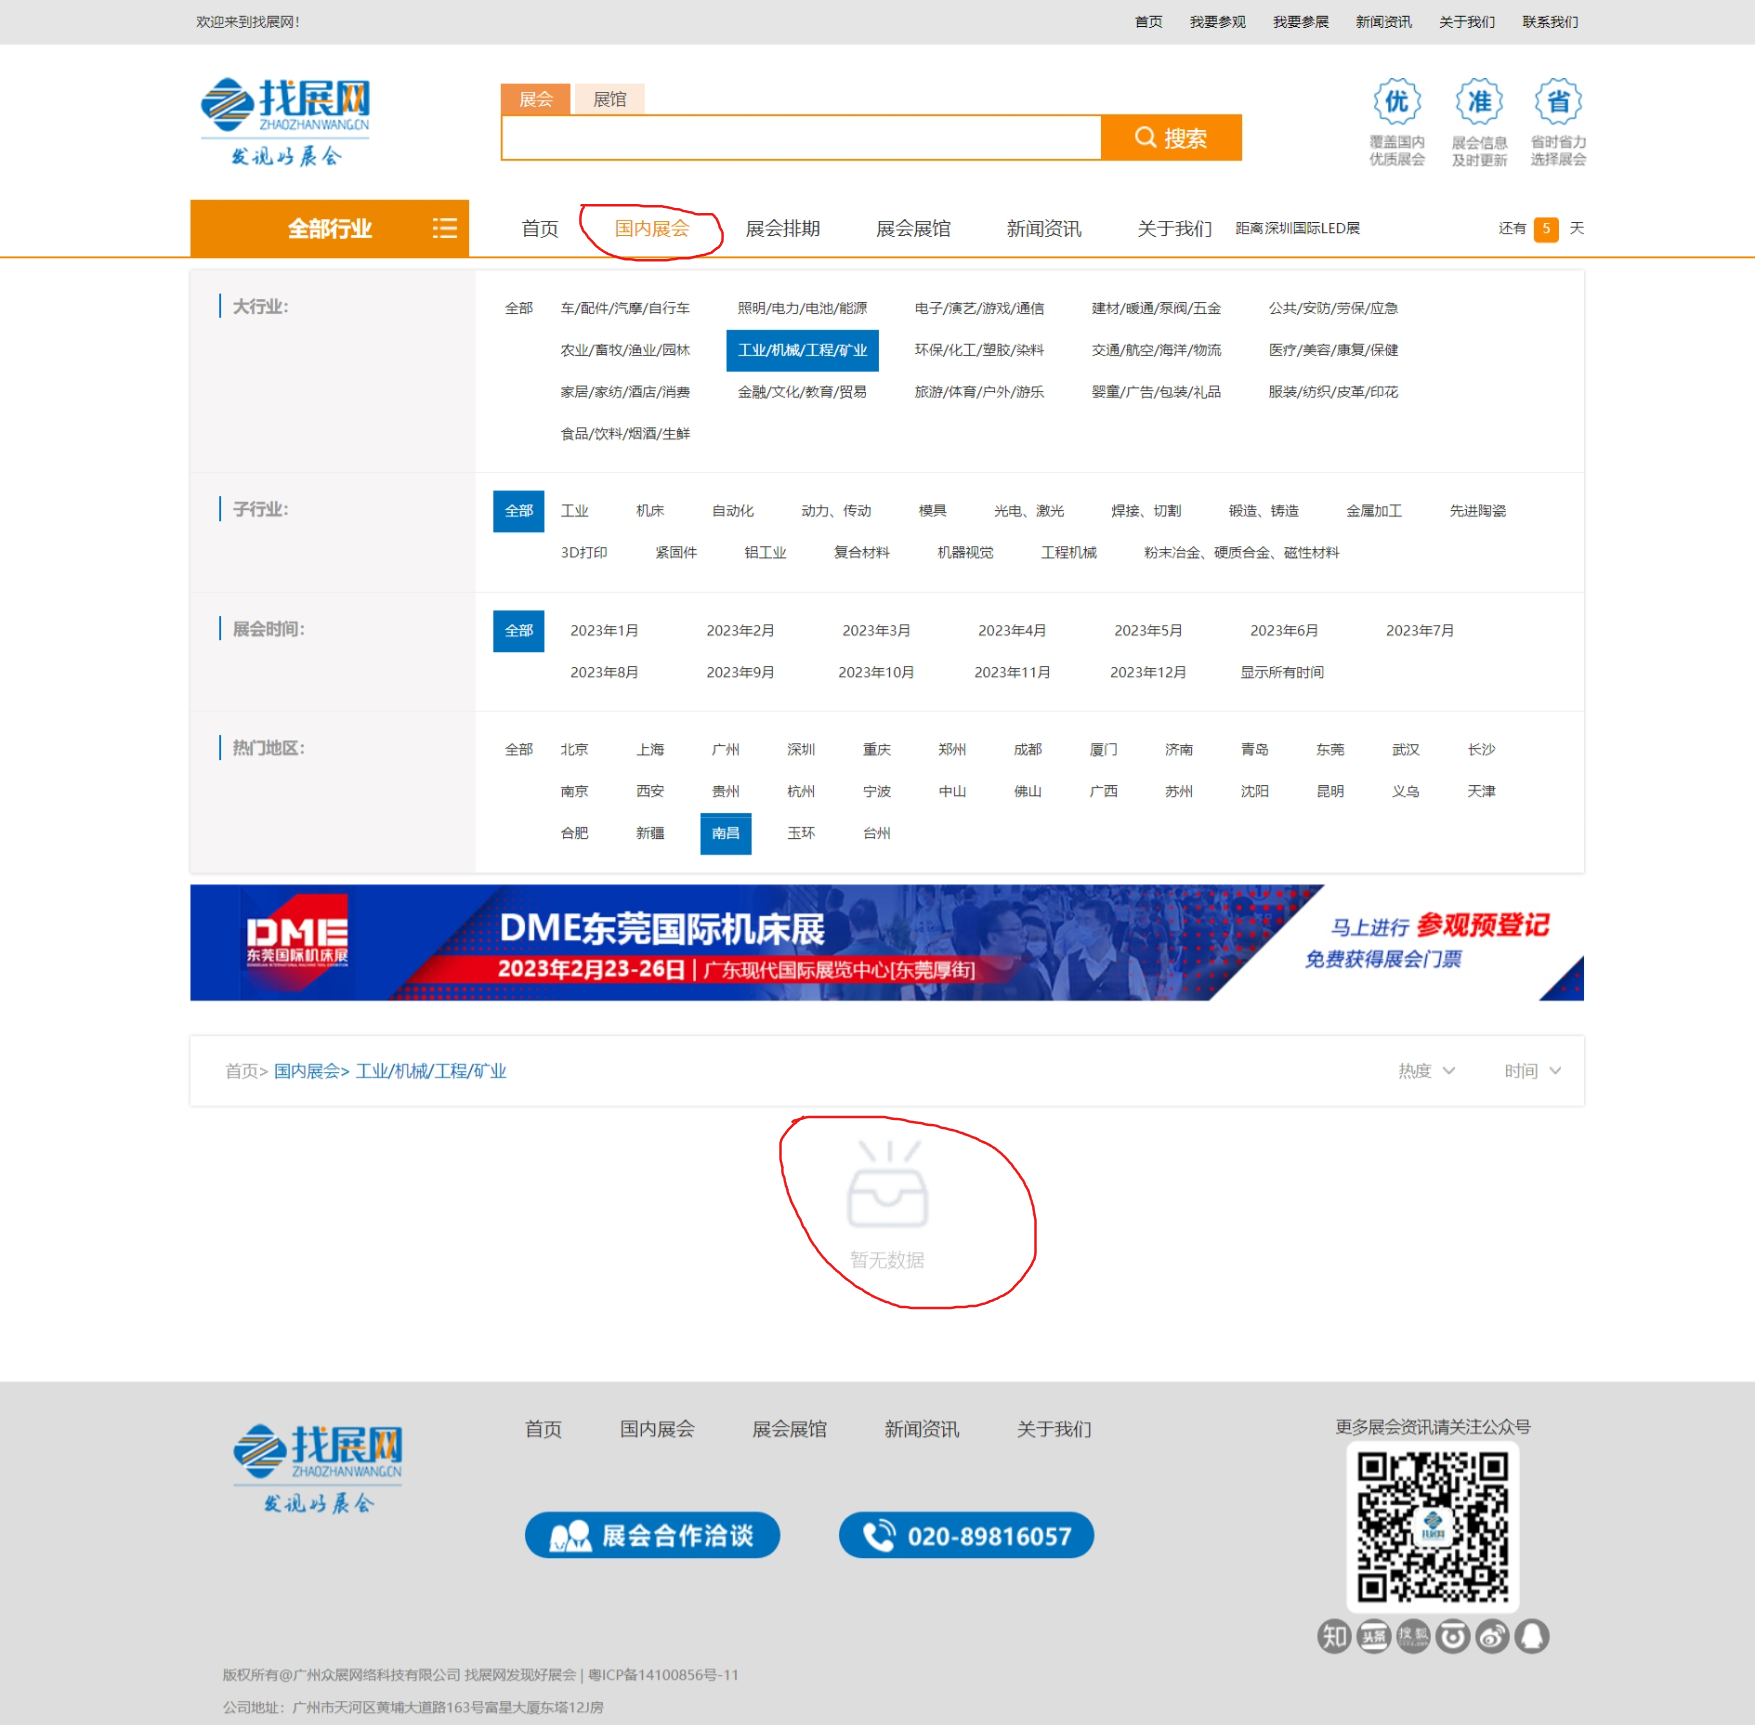 欢迎来到找展网！
首页 我要参观 我要参展 新闻资讯 关于我们 联系我们
找展网
ZHAOZHANWANG.CN
发现好展会
展会 展馆
搜索
优 准 省
覆盖国内 展会信息 省时省力
优质展会 及时更新 选择展会
全部行业 首页 国内展会 展会排期 展会展馆 新闻资讯 关于我们 距离深圳国际LED展 还有 5 天
大行业： 全部 车/配件/汽摩/自行车 照明/电力/电池/能源 电子/演艺/游戏/通信 建材/暖通/泵阀/五金 公共/安防/劳保/应急
农业/畜牧/渔业/园林 工业/机械/工程/矿业 环保/化工/塑胶/染料 交通/航空/海洋/物流 医疗/美容/康复/保健
家居/家纺/酒店/消费 金融/文化/教育/贸易 旅游/体育/户外/游乐 婴童/广告/包装/礼品 服装/纺织/皮革/印花
食品/饮料/烟酒/生鲜
子行业： 全部 工业 机床 自动化 动力、传动 模具 光电、激光 焊接、切割 锻造、铸造 金属加工 先进陶瓷
3D打印 紧固件 铝工业 复合材料 机器视觉 工程机械 粉末冶金、硬质合金、磁性材料
展会时间： 全部 2023年1月 2023年2月 2023年3月 2023年4月 2023年5月 2023年6月 2023年7月
2023年8月 2023年9月 2023年10月 2023年11月 2023年12月 显示所有时间
热门地区： 全部 北京 上海 广州 深圳 重庆 郑州 成都 厦门 济南 青岛 东莞 武汉 长沙
南京 西安 贵州 杭州 宁波 中山 佛山 广西 苏州 沈阳 昆明 义乌 天津
合肥 新疆 南昌 玉环 台州
DME
东莞国际机床展
DME东莞国际机床展
2023年2月23-26日 | 广东现代国际展览中心[东莞厚街]
马上进行 参观预登记
免费获得展会门票
首页> 国内展会> 工业/机械/工程/矿业 热度 时间
暂无数据
找展网
ZHAOZHANWANG.CN
发现好展会
首页 国内展会 展会展馆 新闻资讯 关于我们
展会合作洽谈 020-89816057
更多展会资讯请关注公众号
找展网
知 头条 搜狐
版权所有@广州众展网络科技有限公司 找展网发现好展会 | 粤ICP备14100856号-11
公司地址：广州市天河区黄埔大道路163号富星大厦东塔12J房